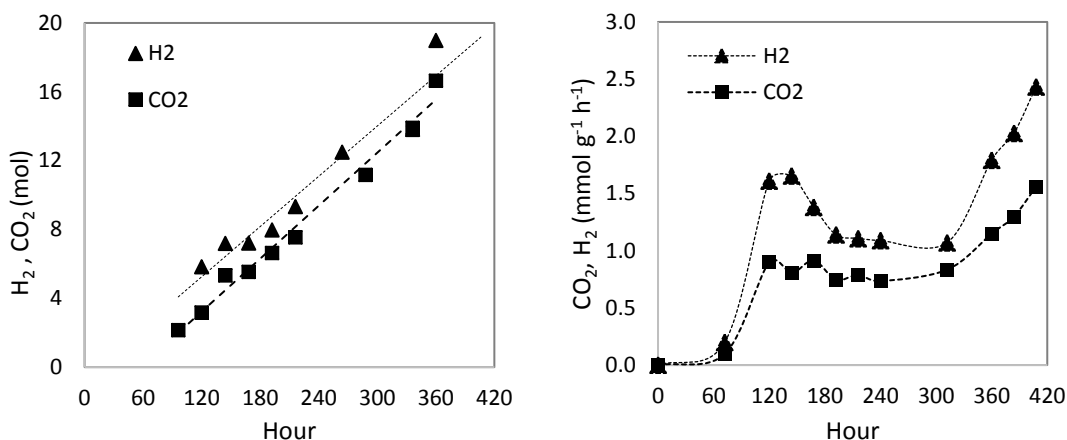 20
16
12
8
4
0
H2
CO2
H₂ , CO₂ (mol)
0 60 120 180 240 300 360 420
Hour
3.0
2.5
2.0
1.5
1.0
0.5
0.0
H2
CO2
CO₂, H₂ (mmol g⁻¹ h⁻¹)
0 60 120 180 240 300 360 420
Hour